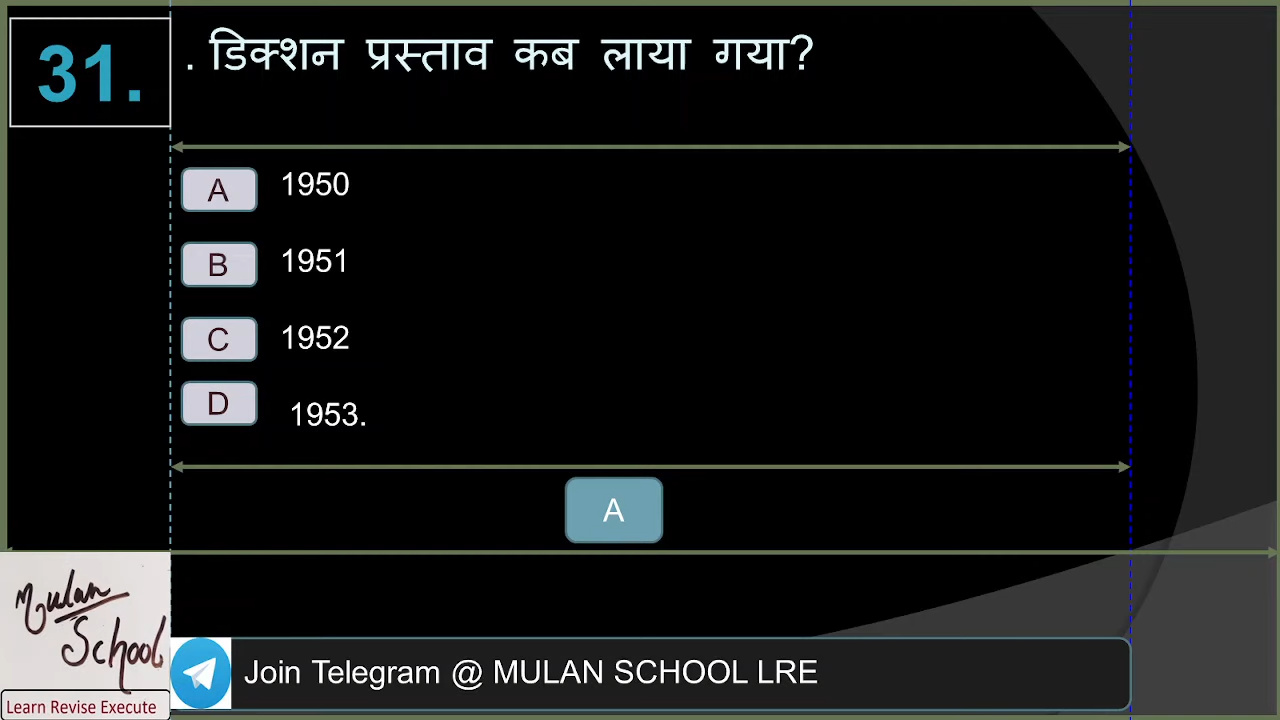 31.
. डिक्शन प्रस्ताव कब लाया गया?
A 1950
B 1951
C 1952
D 1953.
A
Mulan
School
Learn Revise Execute
Join Telegram @ MULAN SCHOOL LRE